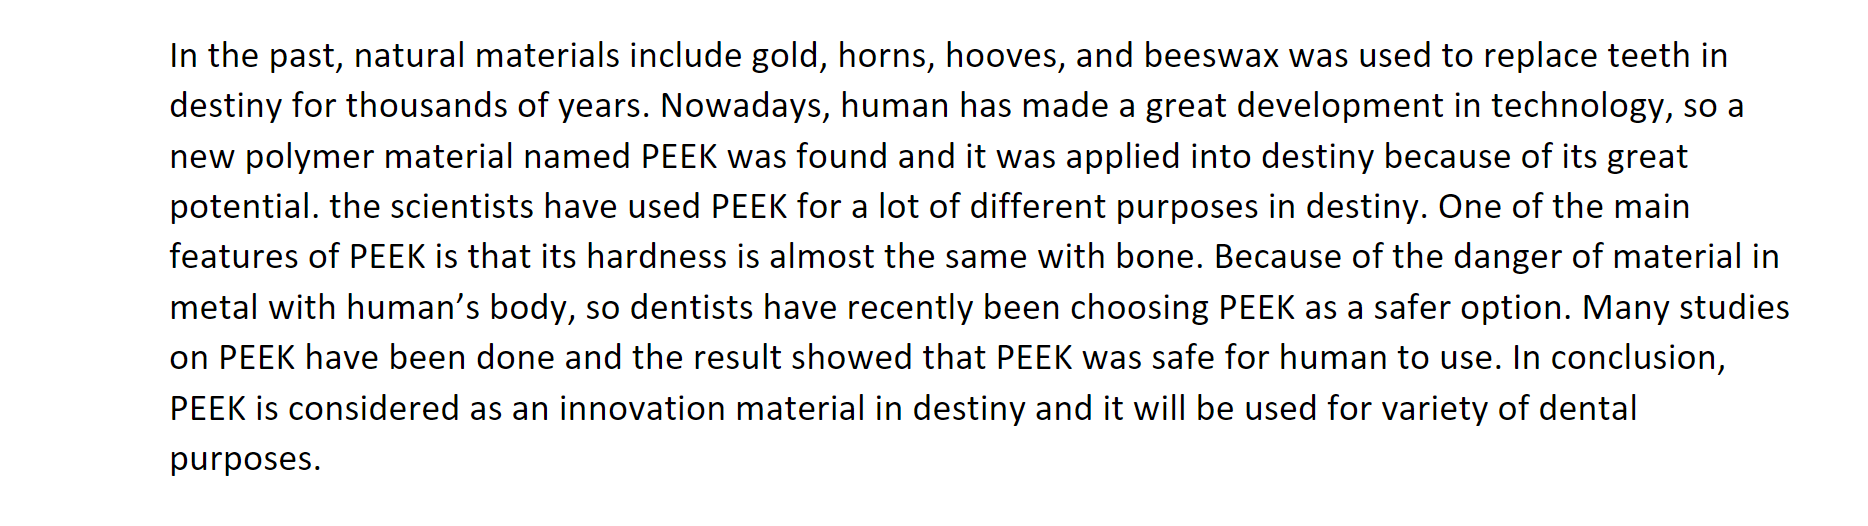 In the past, natural materials include gold, horns, hooves, and beeswax was used to replace teeth in
destiny for thousands of years. Nowadays, human has made a great development in technology, so a
new polymer material named PEEK was found and it was applied into destiny because of its great
potential. the scientists have used PEEK for a lot of different purposes in destiny. One of the main
features of PEEK is that its hardness is almost the same with bone. Because of the danger of material in
metal with human’s body, so dentists have recently been choosing PEEK as a safer option. Many studies
on PEEK have been done and the result showed that PEEK was safe for human to use. In conclusion,
PEEK is considered as an innovation material in destiny and it will be used for variety of dental
purposes.